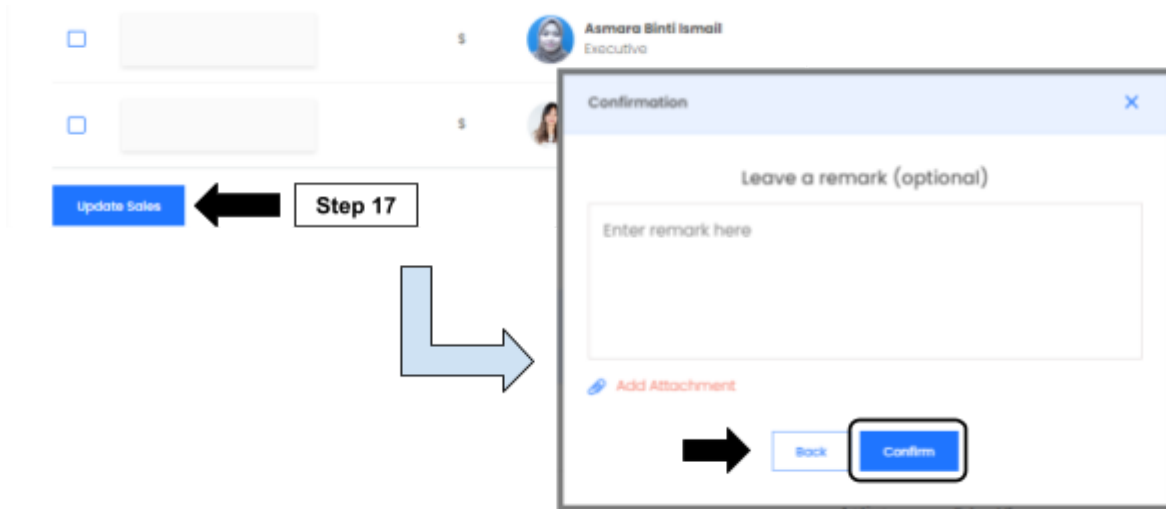 $
Asmara Binti Ismail
Executive
$
Update Sales
Step 17
Confirmation
Leave a remark (optional)
Enter remark here
Add Attachment
Back
Confirm